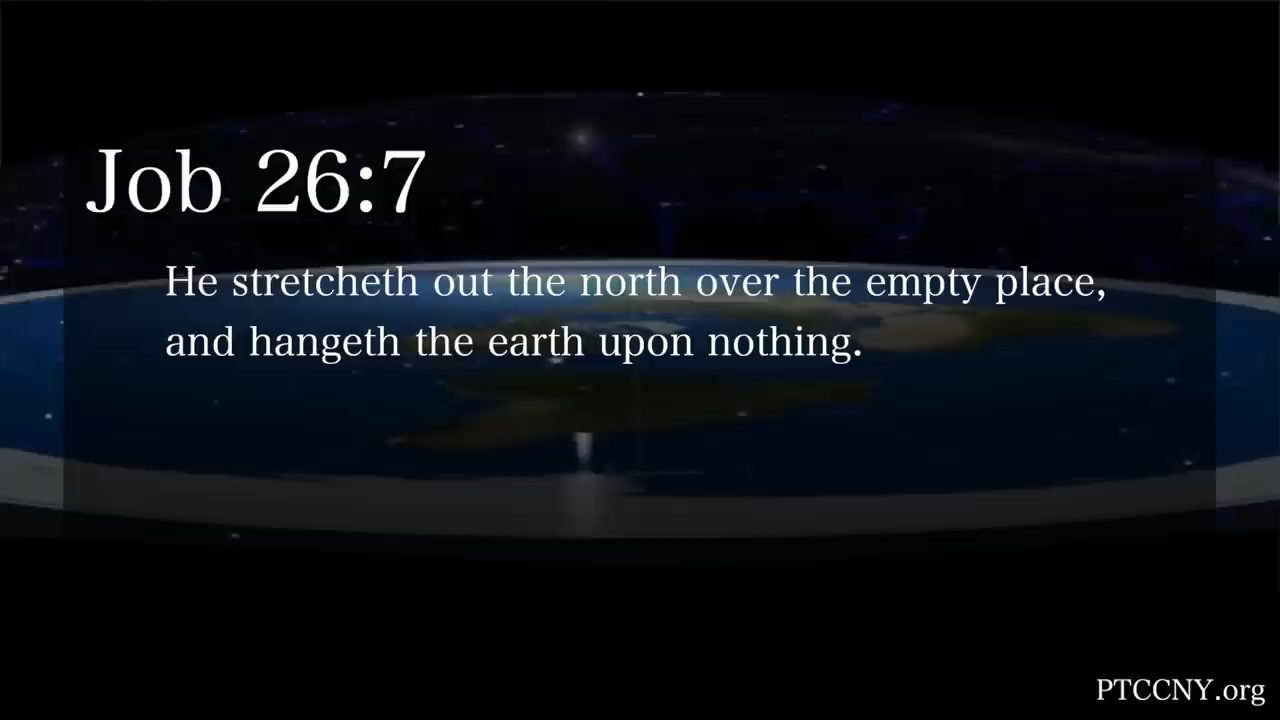 Job 26:7
He stretcheth out the north over the empty place,
and hangeth the earth upon nothing.
PTCCNY.org